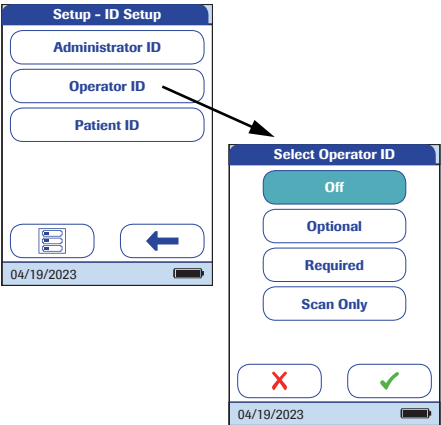 Setup - ID Setup
Administrator ID
Operator ID
Patient ID
04/19/2023
Select Operator ID
Off
Optional
Required
Scan Only
04/19/2023